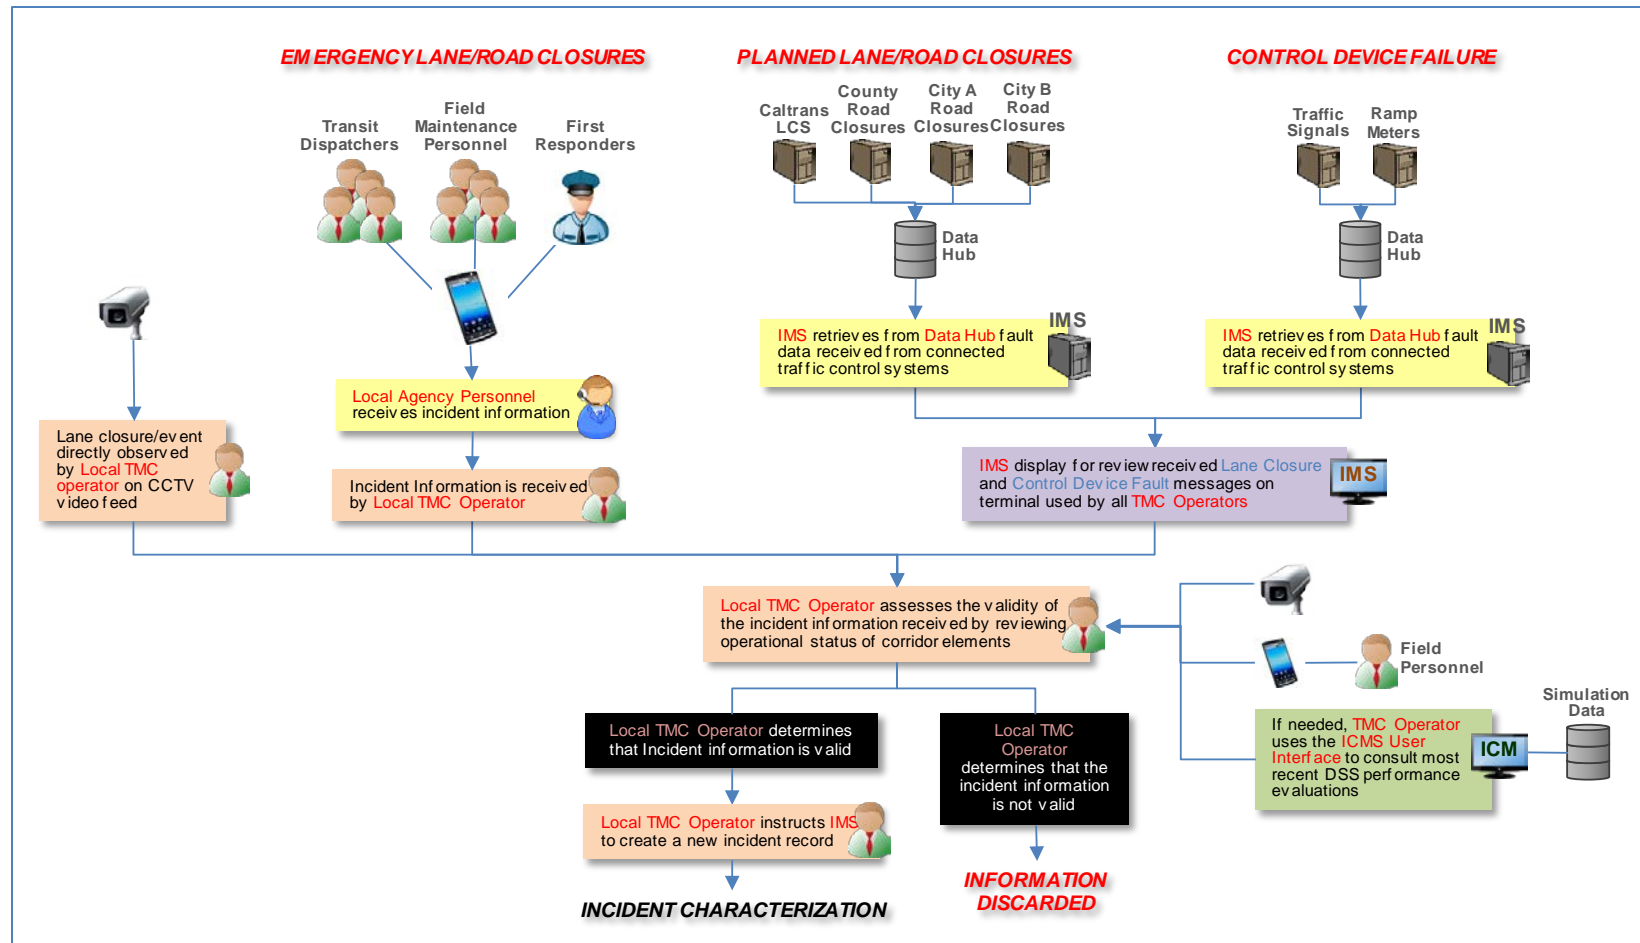 EMERGENCY LANE/ROAD CLOSURES
PLANNED LANE/ROAD CLOSURES
CONTROL DEVICE FAILURE
Transit
Dispatchers
Field
Maintenance
Personnel
First
Responders
Caltrans
LCS
County
Road
Closures
City A
Road
Closures
City B
Road
Closures
Traffic
Signals
Ramp
Meters
Data
Hub
Data
Hub
IMS retrieves from Data Hub fault
data received from connected
traffic control systems
IMS
IMS retrieves from Data Hub fault
data received from connected
traffic control systems
IMS
Local Agency Personnel
receives incident information
Lane closure/event
directly observed
by Local TMC
operator on CCTV
video feed
Incident Information is received
by Local TMC Operator
IMS display for review received Lane Closure
and Control Device Fault messages on
terminal used by all TMC Operators
IMS
Local TMC Operator assesses the validity of
the incident information received by reviewing
operational status of corridor elements
Field
Personnel
Simulation
Data
If needed, TMC Operator
uses the ICMS User
Interface to consult most
recent DSS performance
evaluations
ICM
Local TMC Operator determines
that Incident information is valid
Local TMC
Operator
determines that the
incident information
is not valid
Local TMC Operator instructs IMS
to create a new incident record
INCIDENT CHARACTERIZATION
INFORMATION
DISCARDED